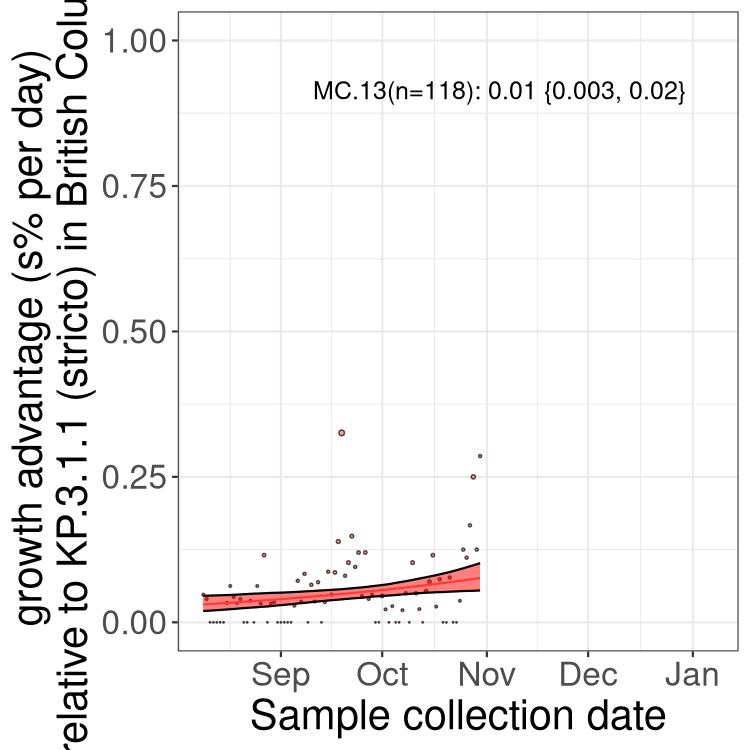 growth advantage (s% per day)
relative to KP.3.1.1 (stricto) in British Colu
1.00
0.75
0.50
0.25
0.00
MC.13(n=118): 0.01 {0.003, 0.02}
Sep Oct Nov Dec Jan
Sample collection date